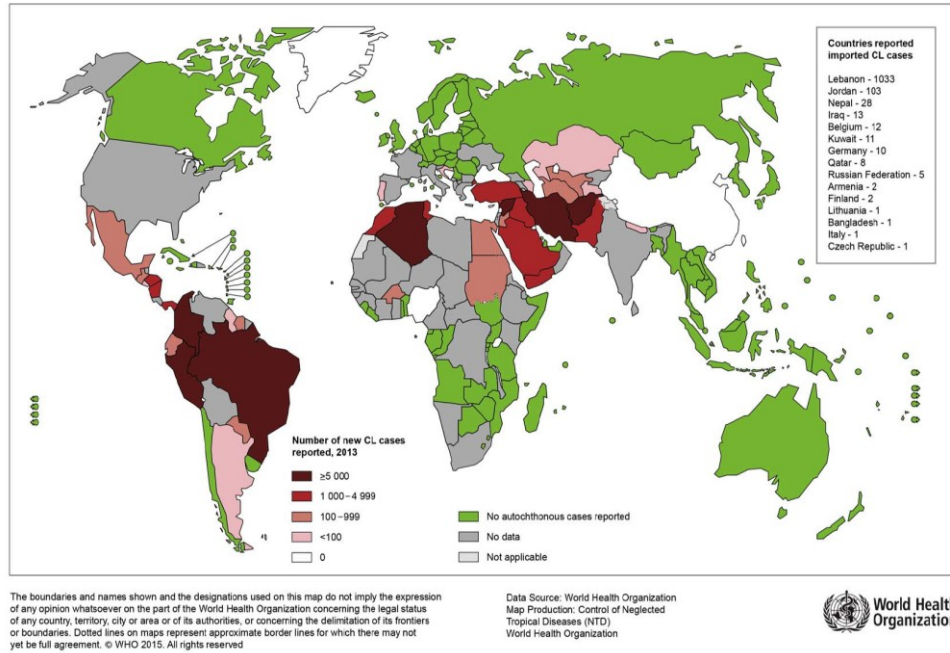 Countries reported
imported CL cases
Lebanon - 1033
Jordan - 103
Nepal - 28
Iraq - 13
Belgium - 12
Kuwait - 11
Germany - 10
Qatar - 8
Russian Federation - 5
Armenia - 2
Finland - 2
Lithuania - 1
Bangladesh - 1
Italy - 1
Czech Republic - 1
Number of new CL cases
reported, 2013
≥5 000
1 000–4 999
100–999
<100
0
No autochthonous cases reported
No data
Not applicable
The boundaries and names shown and the designations used on this map do not imply the expression
of any opinion whatsoever on the part of the World Health Organization concerning the legal status
of any country, territory, city or area or of its authorities, or concerning the delimitation of its frontiers
or boundaries. Dotted lines on maps represent approximate border lines for which there may not
yet be full agreement. © WHO 2015. All rights reserved
Data Source: World Health Organization
Map Production: Control of Neglected
Tropical Diseases (NTD)
World Health Organization
World Health
Organization